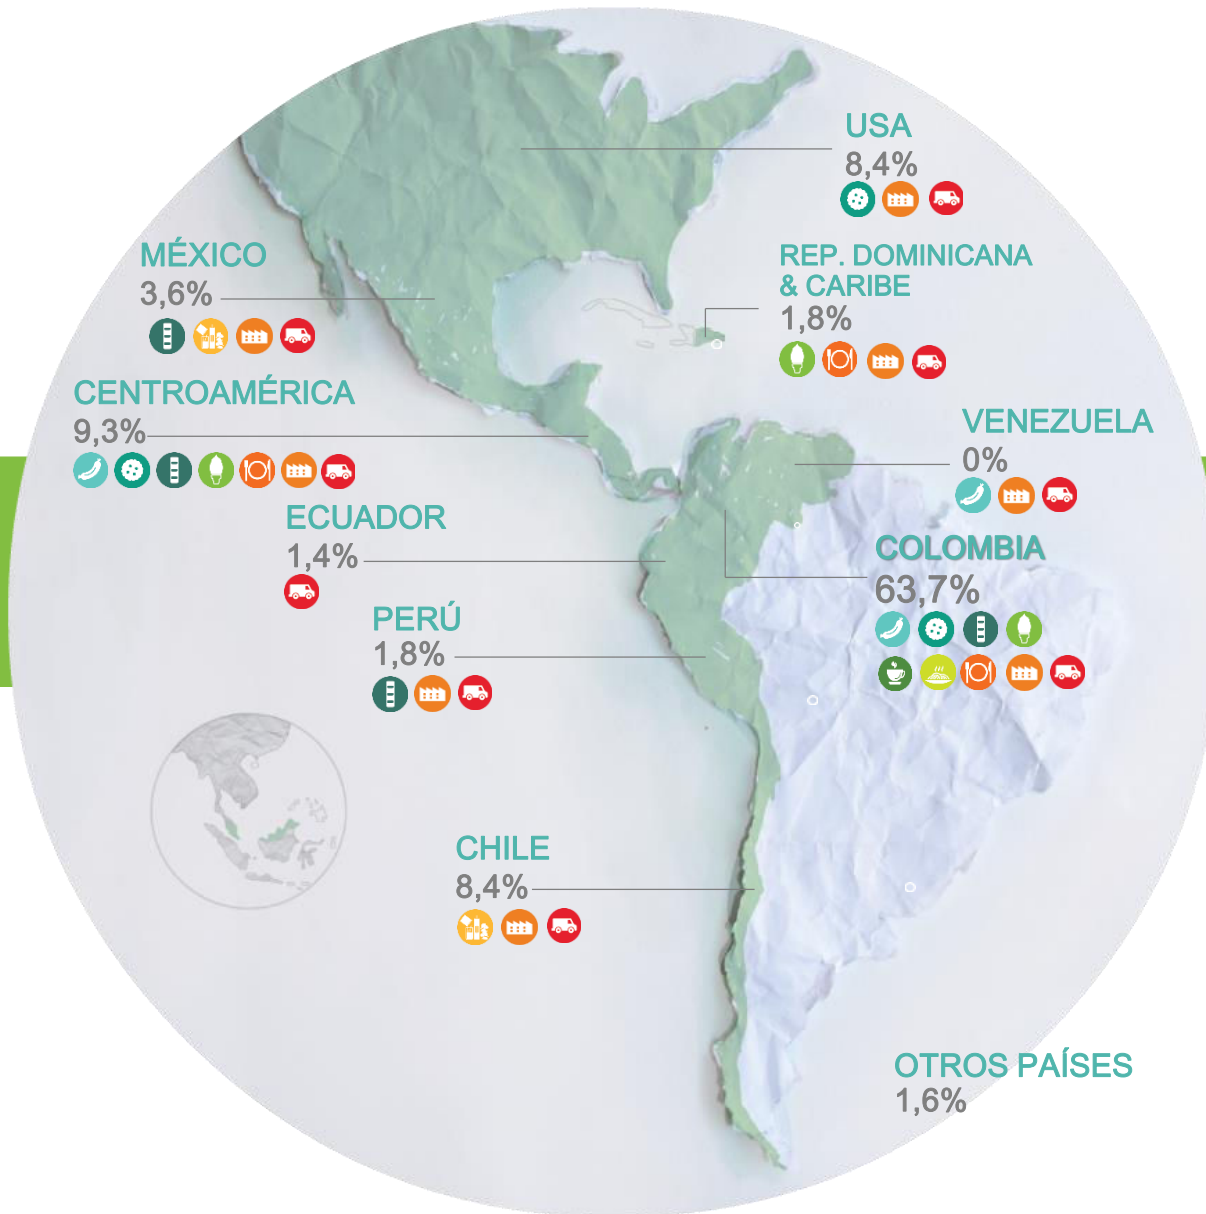 USA
8,4%
MÉXICO
3,6%
REP. DOMINICANA
& CARIBE
1,8%
CENTROAMÉRICA
9,3%
VENEZUELA
0%
ECUADOR
1,4%
COLOMBIA
63,7%
PERÚ
1,8%
CHILE
8,4%
OTROS PAÍSES
1,6%